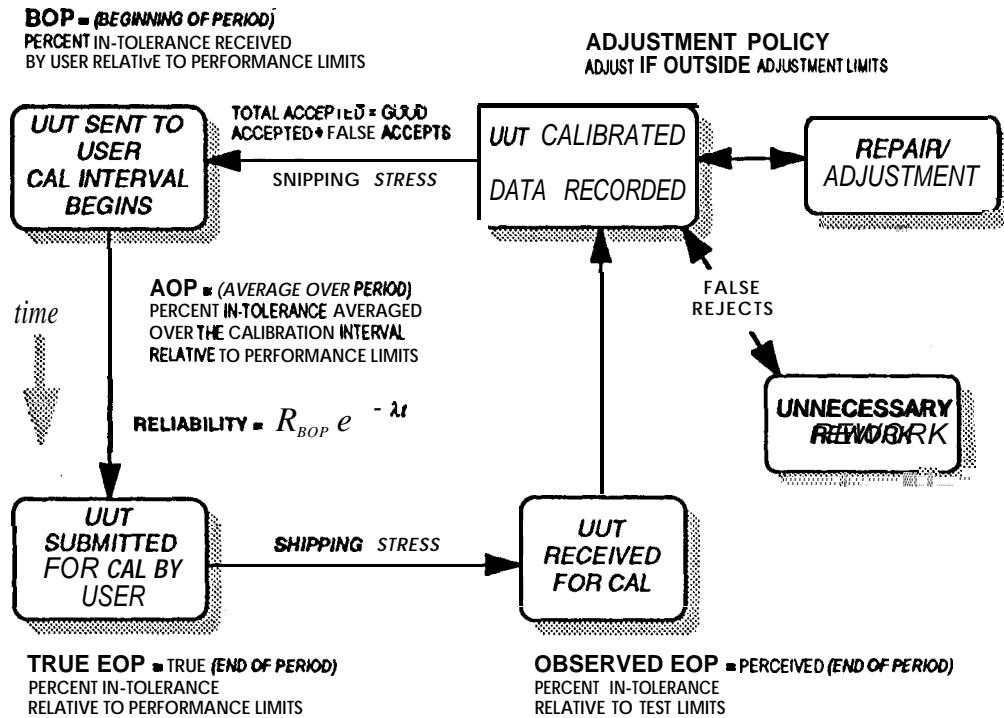 BOP = (BEGINNING OF PERIOD)
PERCENT IN-TOLERANCE RECEIVED
BY USER RELATIVE TO PERFORMANCE LIMITS
ADJUSTMENT POLICY
ADJUST IF OUTSIDE ADJUSTMENT LIMITS
UUT SENT TO
USER
CAL INTERVAL
BEGINS
TOTAL ACCEPTED = GOOD
ACCEPTED + FALSE ACCEPTS
SNIPPING STRESS
UUT CALIBRATED
DATA RECORDED
REPAIR/
ADJUSTMENT
time
AOP = (AVERAGE OVER PERIOD)
PERCENT IN-TOLERANCE AVERAGED
OVER THE CALIBRATION INTERVAL
RELATIVE TO PERFORMANCE LIMITS
FALSE
REJECTS
RELIABILITY = R_BOP e^-λt
UNNECESSARY
REWORK
UUT
SUBMITTED
FOR CAL BY
USER
SHIPPING STRESS
UUT
RECEIVED
FOR CAL
TRUE EOP = TRUE (END OF PERIOD)
PERCENT IN-TOLERANCE
RELATIVE TO PERFORMANCE LIMITS
OBSERVED EOP = PERCEIVED (END OF PERIOD)
PERCENT IN-TOLERANCE
RELATIVE TO TEST LIMITS